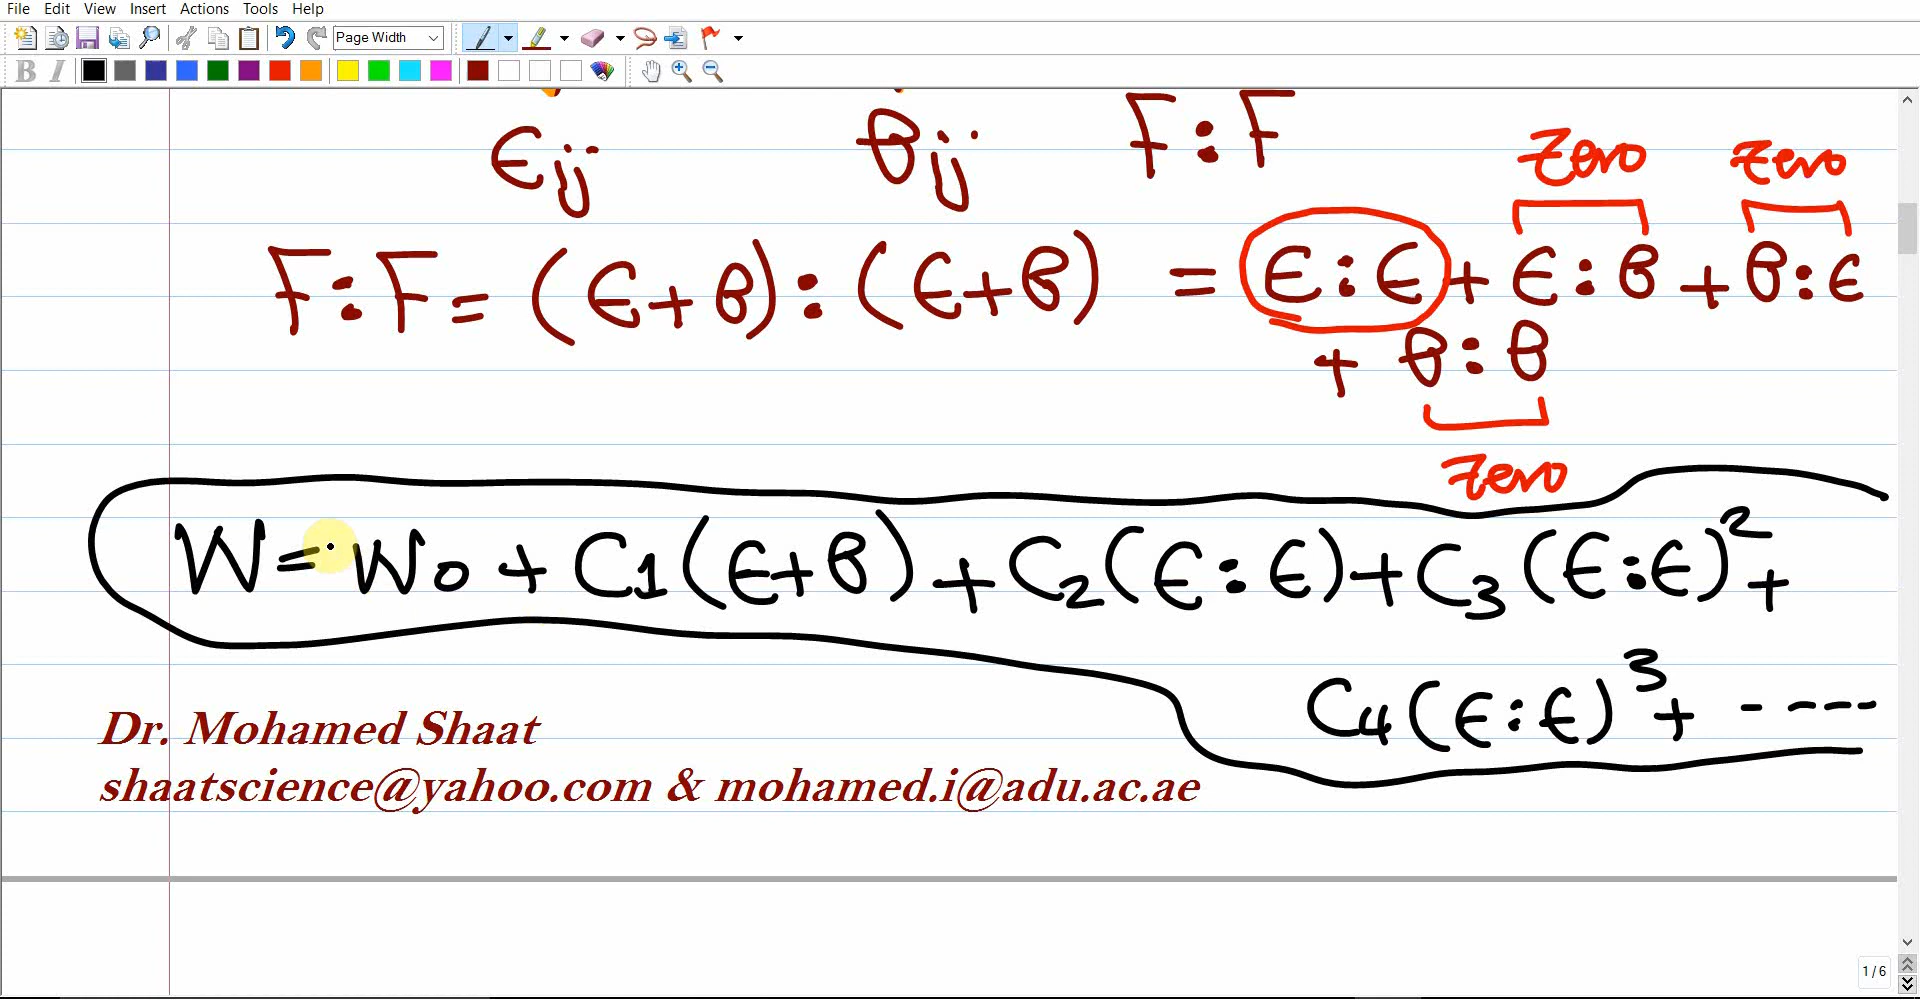 File Edit View Insert Actions Tools Help
Page Width
B I
ϵij θij F:F
zero zero
F:F = (ϵ+θ):(ϵ+θ) = ϵ:ϵ + ϵ:θ + θ:ϵ
+ θ:θ
zero
W = W0 + C1(ϵ+θ) + C2(ϵ:ϵ) + C3(ϵ:ϵ)² +
C4(ϵ:ϵ)³ + -----
Dr. Mohamed Shaat
shaatscience@yahoo.com & mohamed.i@adu.ac.ae
1 / 6